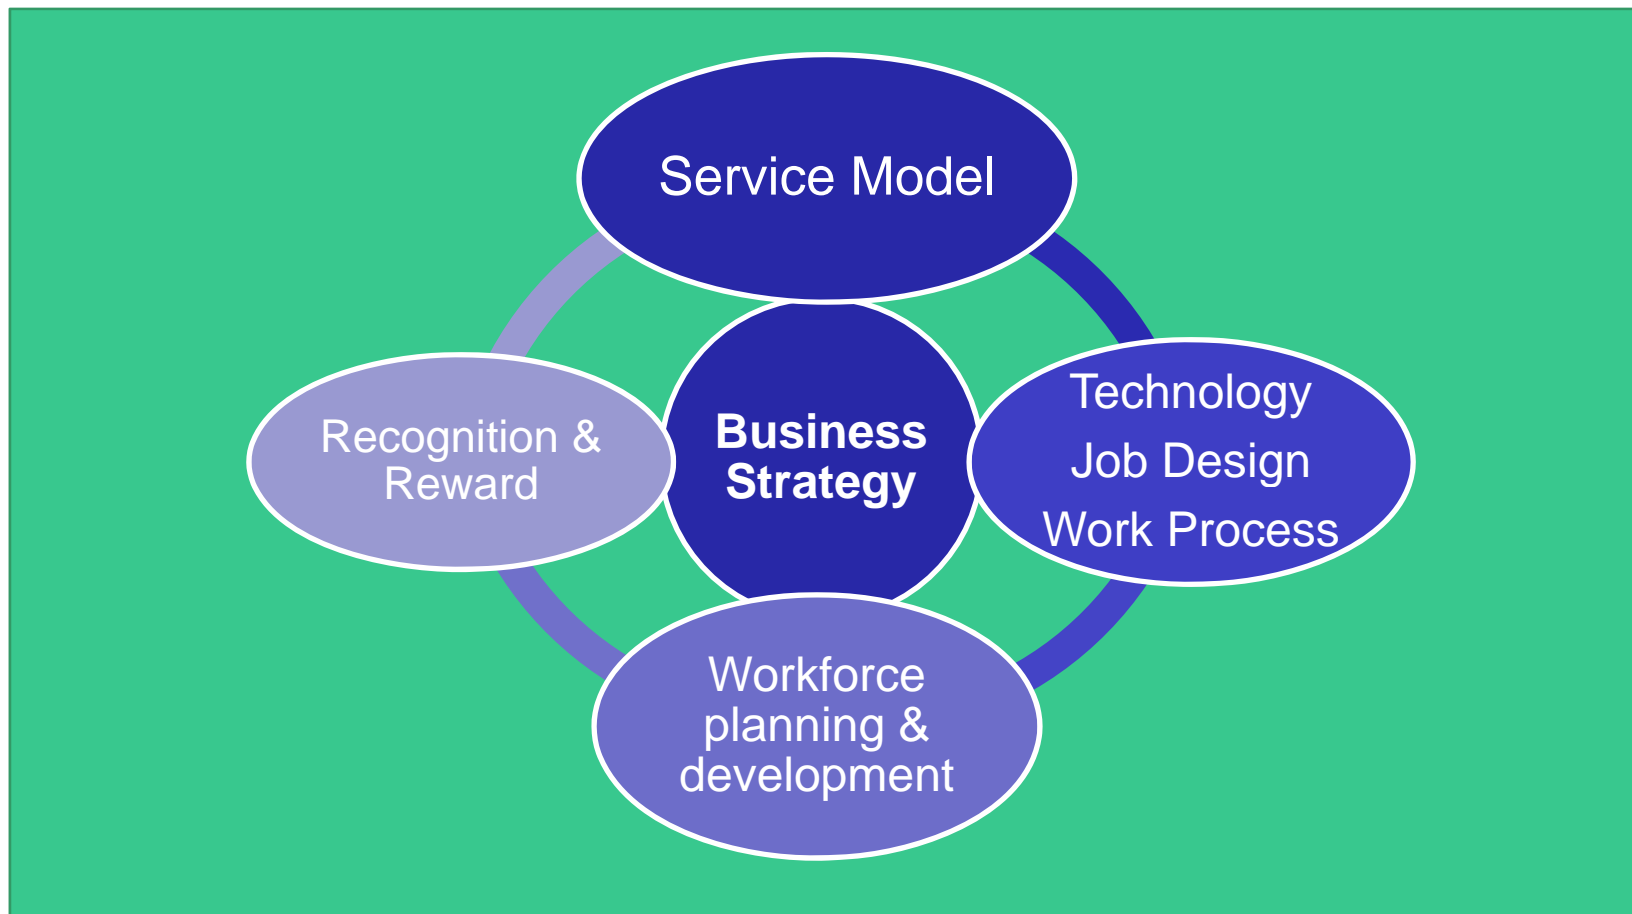 Service Model
Recognition &
Reward
Business
Strategy
Technology
Job Design
Work Process
Workforce
planning &
development